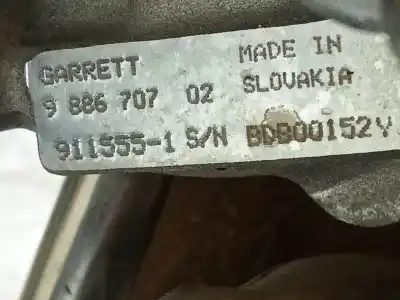 GARRETT MADE IN
9 886 707 02 SLOVAKIA
911555-1 S/N BDB00152Y